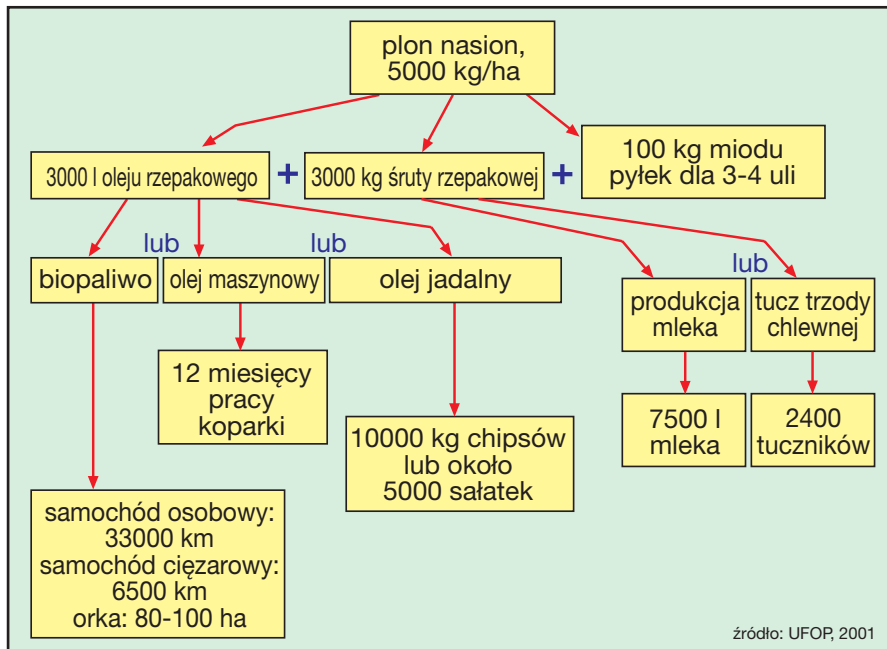 plon nasion,
5000 kg/ha
3000 l oleju rzepakowego
+
3000 kg śruty rzepakowej
+
100 kg miodu
pyłek dla 3-4 uli
lub
lub
lub
biopaliwo
olej maszynowy
olej jadalny
produkcja
mleka
tucz trzody
chlewnej
12 miesięcy
pracy
koparki
10000 kg chipsów
lub około
5000 sałatek
7500 l
mleka
2400
tuczników
samochód osobowy:
33000 km
samochód cięzarowy:
6500 km
orka: 80-100 ha
źródło: UFOP, 2001